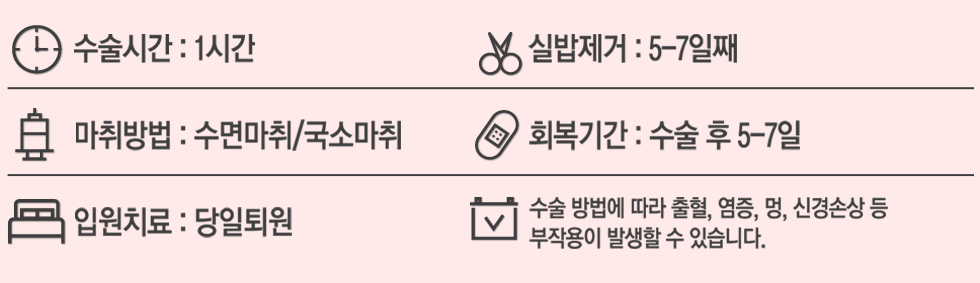 수술시간 : 1시간
실밥제거 : 5-7일째
마취방법 : 수면마취/국소마취
회복기간 : 수술 후 5-7일
입원치료 : 당일퇴원
수술 방법에 따라 출혈, 염증, 멍, 신경손상 등
부작용이 발생할 수 있습니다.